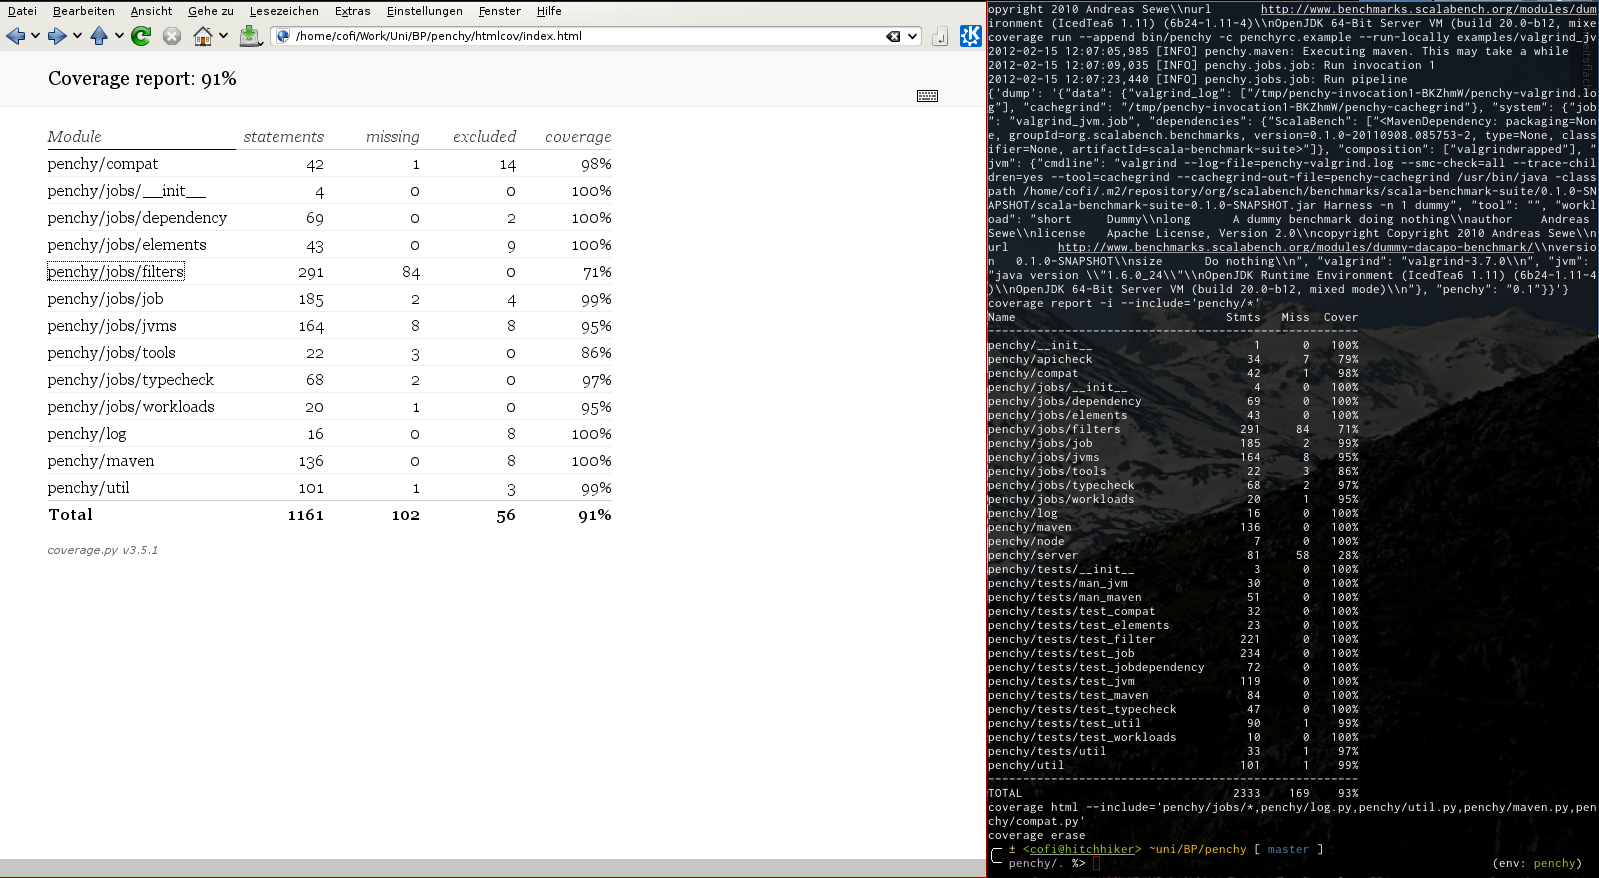 Datei Bearbeiten Ansicht Gehe zu Lesezeichen Extras Einstellungen Fenster Hilfe
/home/cofi/Work/Uni/BP/penchy/htmlcov/index.html
Coverage report: 91%
Module statements missing excluded coverage
penchy/compat 42 1 14 98%
penchy/jobs/__init__ 4 0 0 100%
penchy/jobs/dependency 69 0 2 100%
penchy/jobs/elements 43 0 9 100%
penchy/jobs/filters 291 84 0 71%
penchy/jobs/job 185 2 4 99%
penchy/jobs/jvms 164 8 8 95%
penchy/jobs/tools 22 3 0 86%
penchy/jobs/typecheck 68 2 0 97%
penchy/jobs/workloads 20 1 0 95%
penchy/log 16 0 8 100%
penchy/maven 136 0 8 100%
penchy/util 101 1 3 99%
Total 1161 102 56 91%
coverage.py v3.5.1
opyright 2010 Andreas Sewe\\nurl http://www.benchmarks.scalabench.org/modules/dum
ironment (IcedTea6 1.11) (6b24-1.11-4)\\nOpenJDK 64-Bit Server VM (build 20.0-b12, mixe
coverage run --append bin/penchy -c penchyrc.example --run-locally examples/valgrind_jv
2012-02-15 12:07:05,985 [INFO] penchy.maven: Executing maven. This may take a while
2012-02-15 12:07:09,035 [INFO] penchy.jobs.job: Run invocation 1
2012-02-15 12:07:23,440 [INFO] penchy.jobs.job: Run pipeline
{'dump': '{"data": {"valgrind_log": ["/tmp/penchy-invocation1-BKZhmW/penchy-valgrind.lo
g"], "cachegrind": "/tmp/penchy-invocation1-BKZhmW/penchy-cachegrind"}, "system": {"job
": "valgrind_jvm.job", "dependencies": {"ScalaBench": ["<MavenDependency: packaging=Non
e, groupId=org.scalabench.benchmarks, version=0.1.0-20110908.085753-2, type=None, class
ifier=None, artifactId=scala-benchmark-suite>"]}, "composition": ["valgrindwrapped"], "
jvm": {"cmdline": "valgrind --log-file=penchy-valgrind.log --smc-check=all --trace-chil
dren=yes --tool=cachegrind --cachegrind-out-file=penchy-cachegrind /usr/bin/java -class
path /home/cofi/.m2/repository/org/scalabench/benchmarks/scala-benchmark-suite/0.1.0-SN
APSHOT/scala-benchmark-suite-0.1.0-SNAPSHOT.jar Harness -n 1 dummy", "tool": "", "workl
oad": "short Dummy\\nlong A dummy benchmark doing nothing\\nauthor Andreas
Sewe\\nlicense Apache License, Version 2.0\\ncopyright Copyright 2010 Andreas Sewe\\n
url http://www.benchmarks.scalabench.org/modules/dummy-dacapo-benchmark/\\nversio
n 0.1.0-SNAPSHOT\\nsize Do nothing\\n", "valgrind": "valgrind-3.7.0\\n", "jvm":
"java version \\"1.6.0_24\\"\\nOpenJDK Runtime Environment (IcedTea6 1.11) (6b24-1.11-4
)\\nOpenJDK 64-Bit Server VM (build 20.0-b12, mixed mode)\\n"}, "penchy": "0.1"}}'}
coverage report -i --include='penchy/*'
Name Stmts Miss Cover
-----------------------------------------------------
penchy/__init__ 1 0 100%
penchy/apicheck 34 7 79%
penchy/compat 42 1 98%
penchy/jobs/__init__ 4 0 100%
penchy/jobs/dependency 69 0 100%
penchy/jobs/elements 43 0 100%
penchy/jobs/filters 291 84 71%
penchy/jobs/job 185 2 99%
penchy/jobs/jvms 164 8 95%
penchy/jobs/tools 22 3 86%
penchy/jobs/typecheck 68 2 97%
penchy/jobs/workloads 20 1 95%
penchy/log 16 0 100%
penchy/maven 136 0 100%
penchy/node 7 0 100%
penchy/server 81 58 28%
penchy/tests/__init__ 3 0 100%
penchy/tests/man_jvm 30 0 100%
penchy/tests/man_maven 51 0 100%
penchy/tests/test_compat 32 0 100%
penchy/tests/test_elements 23 0 100%
penchy/tests/test_filter 221 0 100%
penchy/tests/test_job 234 0 100%
penchy/tests/test_jobdependency 72 0 100%
penchy/tests/test_jvm 119 0 100%
penchy/tests/test_maven 84 0 100%
penchy/tests/test_typecheck 47 0 100%
penchy/tests/test_util 90 1 99%
penchy/tests/test_workloads 10 0 100%
penchy/tests/util 33 1 97%
penchy/util 101 1 99%
-----------------------------------------------------
TOTAL 2333 169 93%
coverage html --include='penchy/jobs/*,penchy/log.py,penchy/util.py,penchy/maven.py,pen
chy/compat.py'
coverage erase
± <cofi@hitchhiker> ~uni/BP/penchy [ master ]
penchy/. %> (env: penchy)